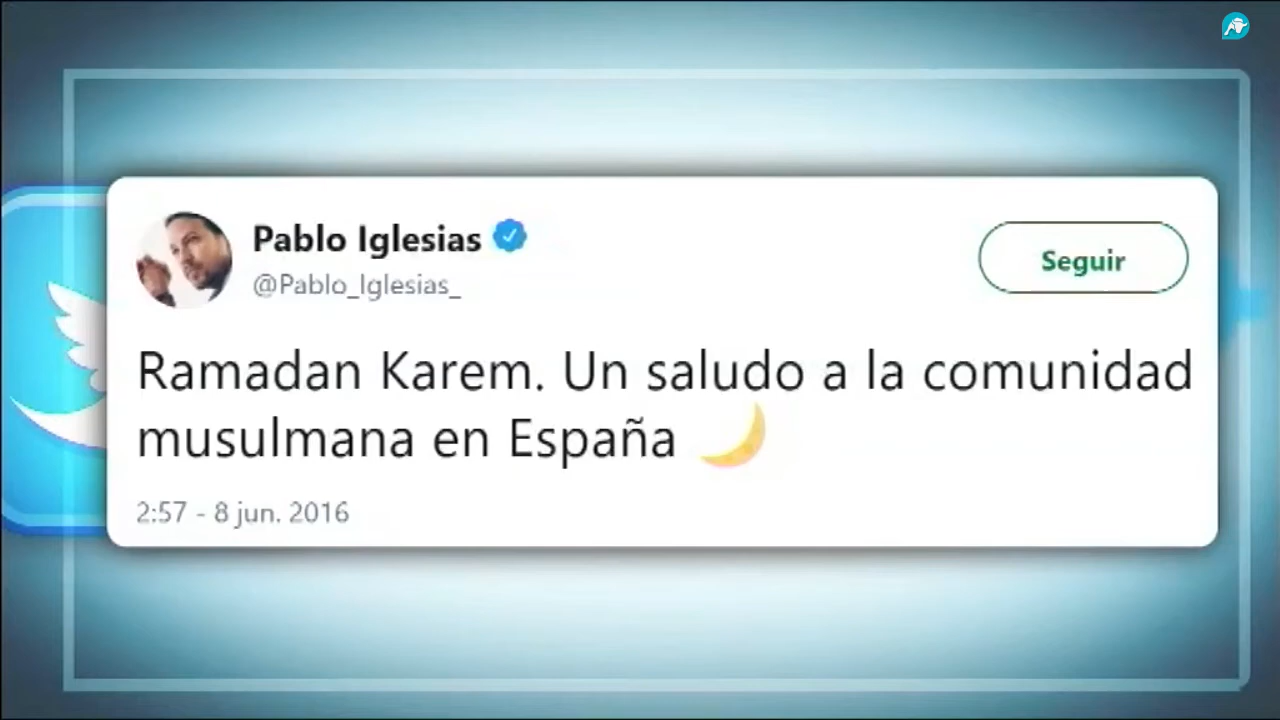 Pablo Iglesias
@Pablo_Iglesias_
Seguir
Ramadan Karem. Un saludo a la comunidad
musulmana en España 🌙
2:57 - 8 jun. 2016